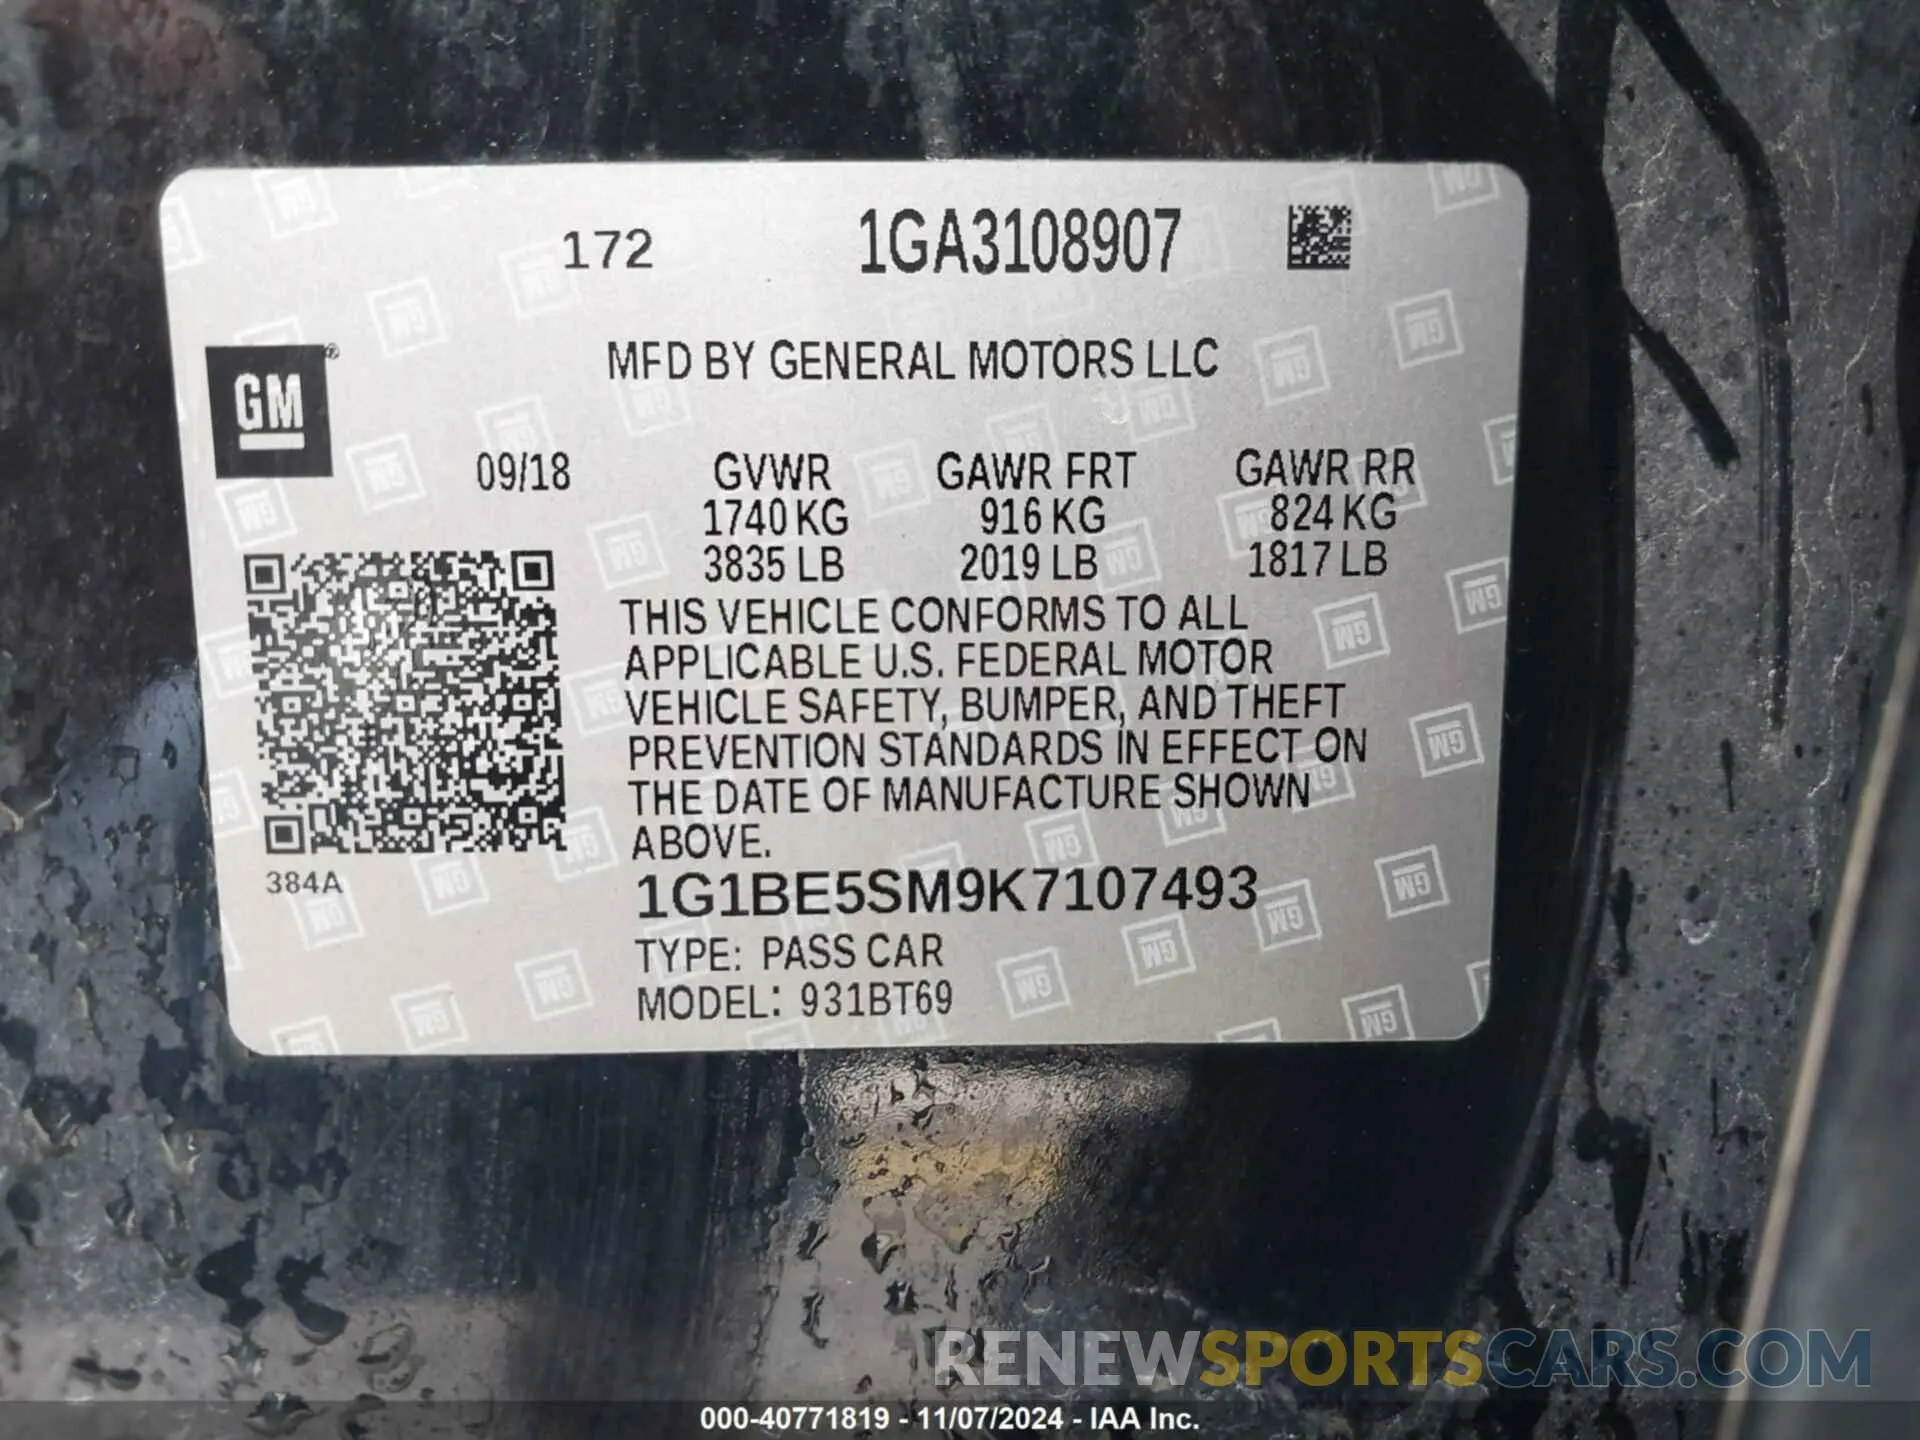 172 1GA3108907
GM®
MFD BY GENERAL MOTORS LLC
09/18 GVWR GAWR FRT GAWR RR
1740 KG 916 KG 824 KG
3835 LB 2019 LB 1817 LB
THIS VEHICLE CONFORMS TO ALL
APPLICABLE U.S. FEDERAL MOTOR
VEHICLE SAFETY, BUMPER, AND THEFT
PREVENTION STANDARDS IN EFFECT ON
THE DATE OF MANUFACTURE SHOWN
ABOVE.
384A
1G1BE5SM9K7107493
TYPE: PASS CAR
MODEL: 931BT69
RENEWSPORTSCARS.COM
000-40771819 - 11/07/2024 - IAA Inc.